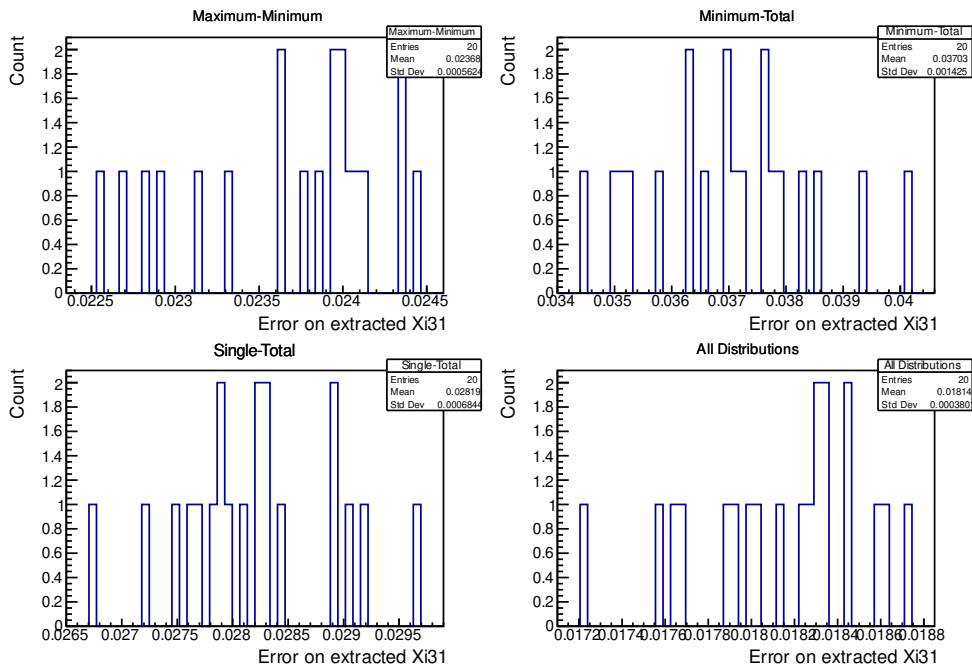 Maximum-Minimum
Count
Maximum-Minimum
Entries 20
Mean 0.02368
Std Dev 0.0005624
2
1.8
1.6
1.4
1.2
1
0.8
0.6
0.4
0.2
0
0.0225 0.023 0.0235 0.024 0.0245
Error on extracted Xi31
Minimum-Total
Count
Minimum-Total
Entries 20
Mean 0.03703
Std Dev 0.001425
2
1.8
1.6
1.4
1.2
1
0.8
0.6
0.4
0.2
0
0.034 0.035 0.036 0.037 0.038 0.039 0.04
Error on extracted Xi31
Single-Total
Count
Single-Total
Entries 20
Mean 0.02819
Std Dev 0.0006844
2
1.8
1.6
1.4
1.2
1
0.8
0.6
0.4
0.2
0
0.0265 0.027 0.0275 0.028 0.0285 0.029 0.0295
Error on extracted Xi31
All Distributions
Count
All Distributions
Entries 20
Mean 0.01814
Std Dev 0.0003801
2
1.8
1.6
1.4
1.2
1
0.8
0.6
0.4
0.2
0
0.0172 0.0174 0.0176 0.0178 0.018 0.0182 0.0184 0.0186 0.0188
Error on extracted Xi31